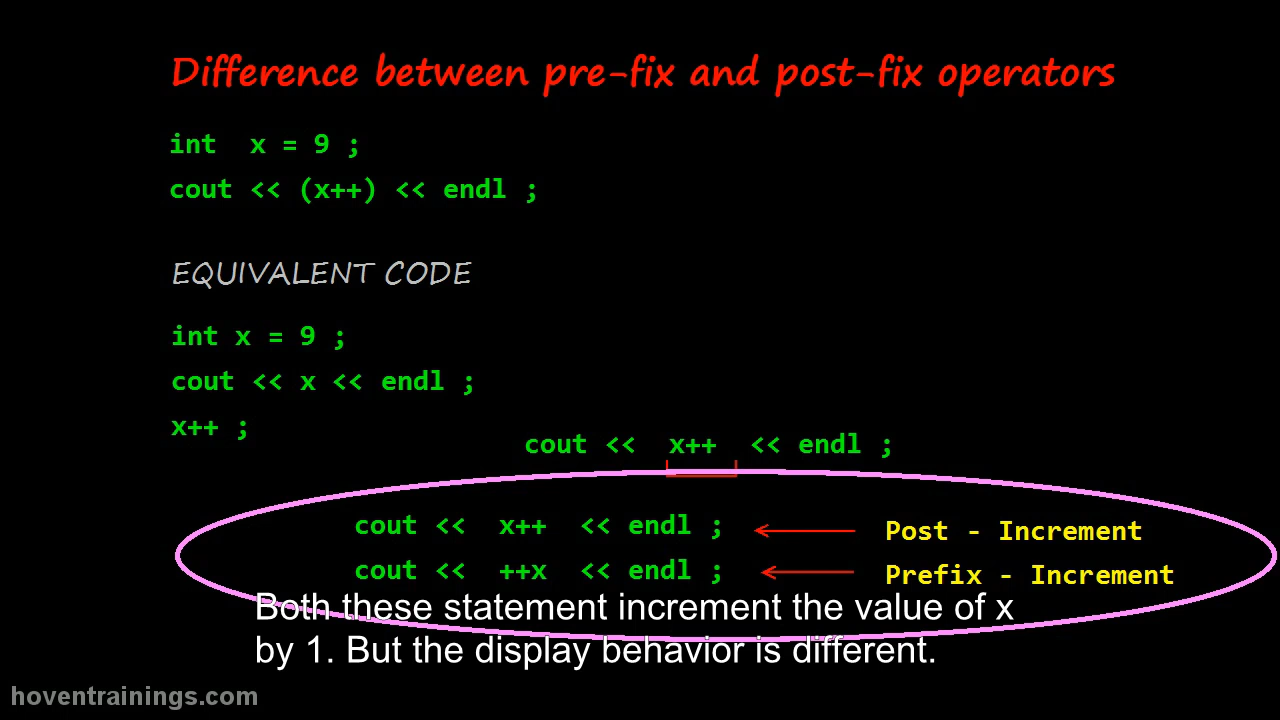 Difference between pre-fix and post-fix operators
int x = 9 ;
cout << (x++) << endl ;
EQUIVALENT CODE
int x = 9 ;
cout << x << endl ;
x++ ;
cout << x++ << endl ;
cout << x++ << endl ; Post - Increment
cout << ++x << endl ; Prefix - Increment
Both these statement increment the value of x
by 1. But the display behavior is different.
hoventrainings.com